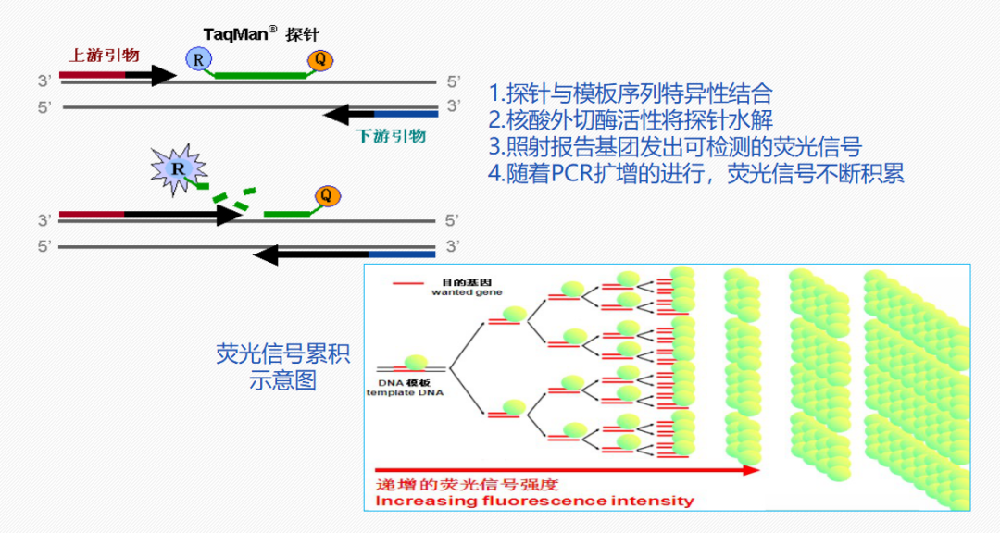 TaqMan® 探针
上游引物
R
Q
3’
5’
5’
3’
下游引物
1.探针与模板序列特异性结合
2.核酸外切酶活性将探针水解
3.照射报告基团发出可检测的荧光信号
4.随着PCR扩增的进行，荧光信号不断积累
R
Q
3’
5’
5’
3’
目的基因
wanted gene
荧光信号累积
示意图
DNA 模板
template DNA
递增的荧光信号强度
Increasing fluorescence intensity